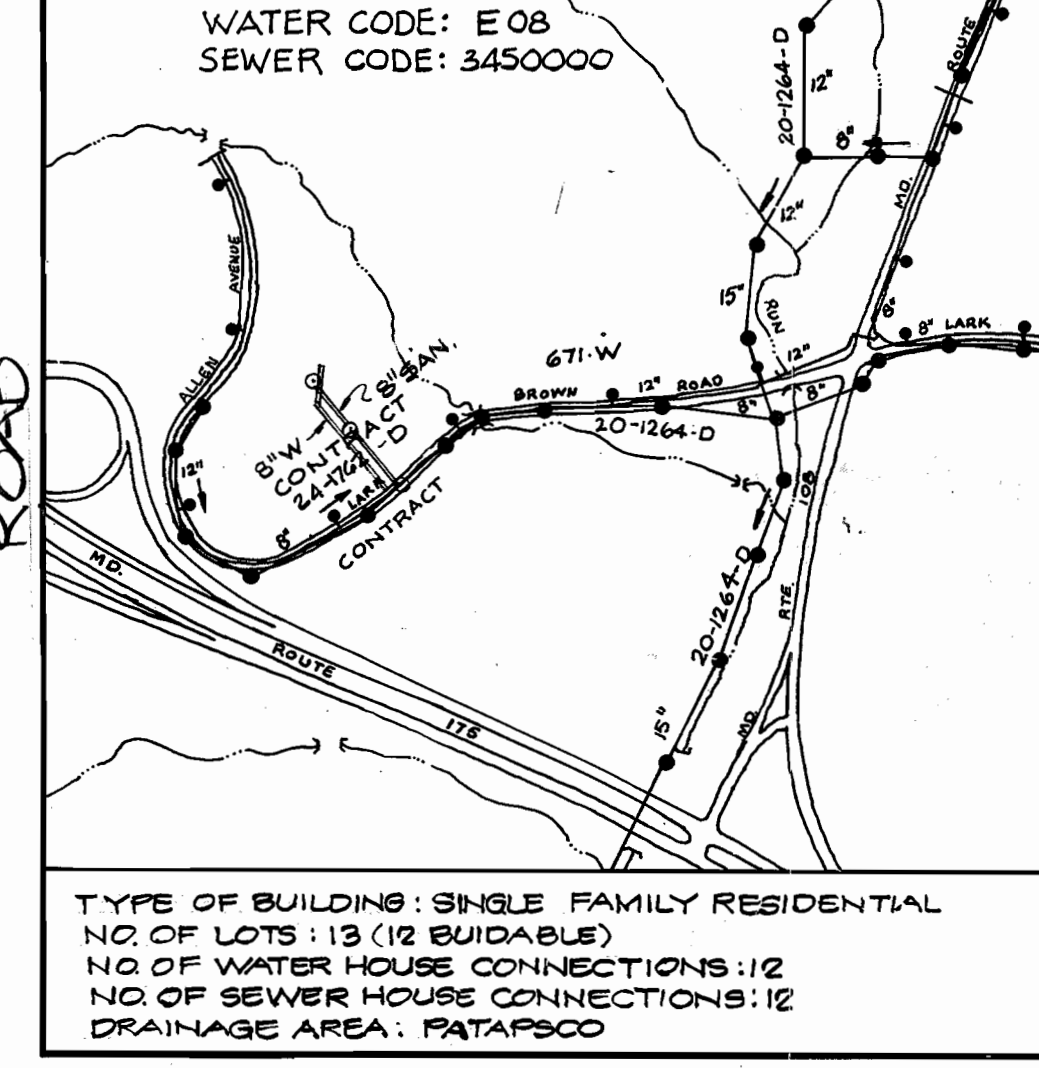 WATER CODE: E08
SEWER CODE: 3450000
20-1264-D
12"
8"
ROUTE
MD.
12"
15"
RUN
AVENUE
ALLEN
12"
8" SAN.
8" W
CONTRACT
24-1762-D
671-W
BROWN
12"
ROAD
20-1264-D
12"
8"
8"
8"
8" LARK
8"
LARK
CONTRACT
108
RTE.
MD.
20-1264-D
15"
MD.
ROUTE
175
TYPE OF BUILDING: SINGLE FAMILY RESIDENTIAL
NO. OF LOTS: 13 (12 BUIDABLE)
NO. OF WATER HOUSE CONNECTIONS: 12
NO. OF SEWER HOUSE CONNECTIONS: 12
DRAINAGE AREA: PATAPSCO